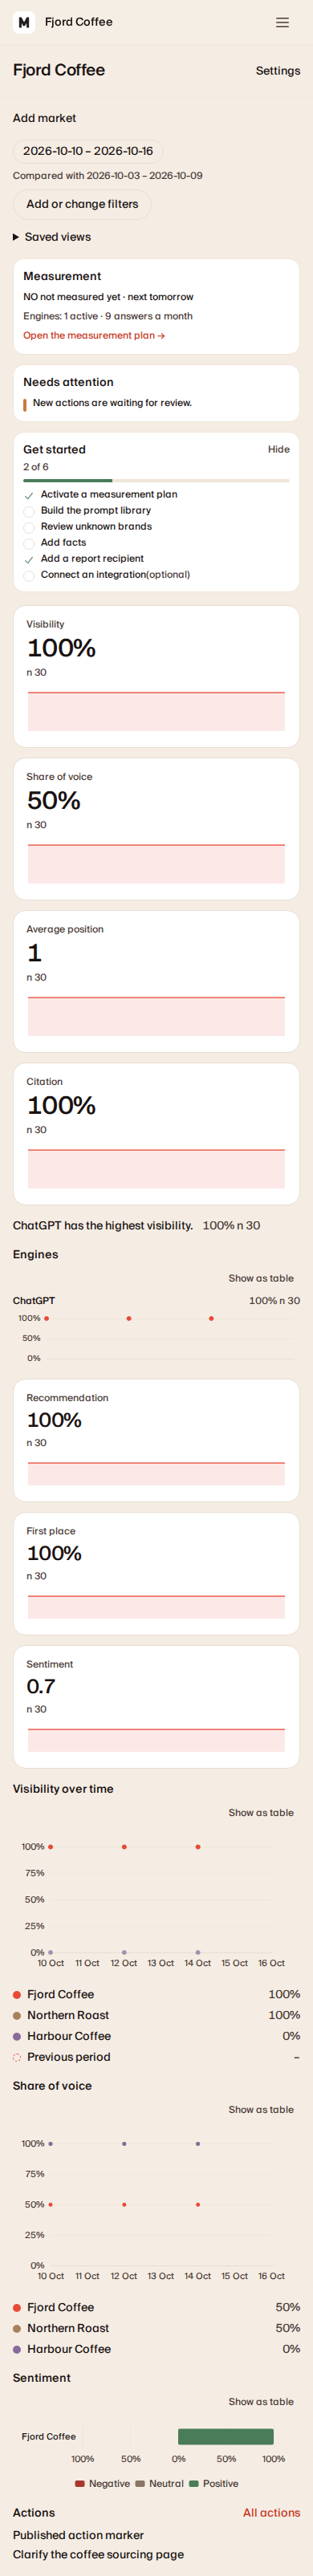 M Fjord Coffee
Fjord Coffee Settings
Add market
2026-10-10 – 2026-10-16
Compared with 2026-10-03 – 2026-10-09
Add or change filters
Saved views
Measurement
NO not measured yet · next tomorrow
Engines: 1 active · 9 answers a month
Open the measurement plan →
Needs attention
New actions are waiting for review.
Get started Hide
2 of 6
Activate a measurement plan
Build the prompt library
Review unknown brands
Add facts
Add a report recipient
Connect an integration(optional)
Visibility
100%
n 30
Share of voice
50%
n 30
Average position
1
n 30
Citation
100%
n 30
ChatGPT has the highest visibility. 100% n 30
Engines
Show as table
ChatGPT 100% n 30
100%
50%
0%
Recommendation
100%
n 30
First place
100%
n 30
Sentiment
0.7
n 30
Visibility over time
Show as table
100%
75%
50%
25%
0%
10 Oct 11 Oct 12 Oct 13 Oct 14 Oct 15 Oct 16 Oct
Fjord Coffee 100%
Northern Roast 100%
Harbour Coffee 0%
Previous period –
Share of voice
Show as table
100%
75%
50%
25%
0%
10 Oct 11 Oct 12 Oct 13 Oct 14 Oct 15 Oct 16 Oct
Fjord Coffee 50%
Northern Roast 50%
Harbour Coffee 0%
Sentiment
Show as table
Fjord Coffee
100% 50% 0% 50% 100%
Negative Neutral Positive
Actions All actions
Published action marker
Clarify the coffee sourcing page